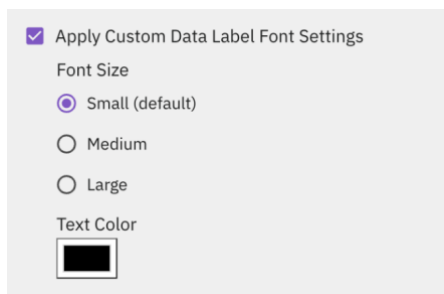 Apply Custom Data Label Font Settings
Font Size
Small (default)
Medium
Large
Text Color